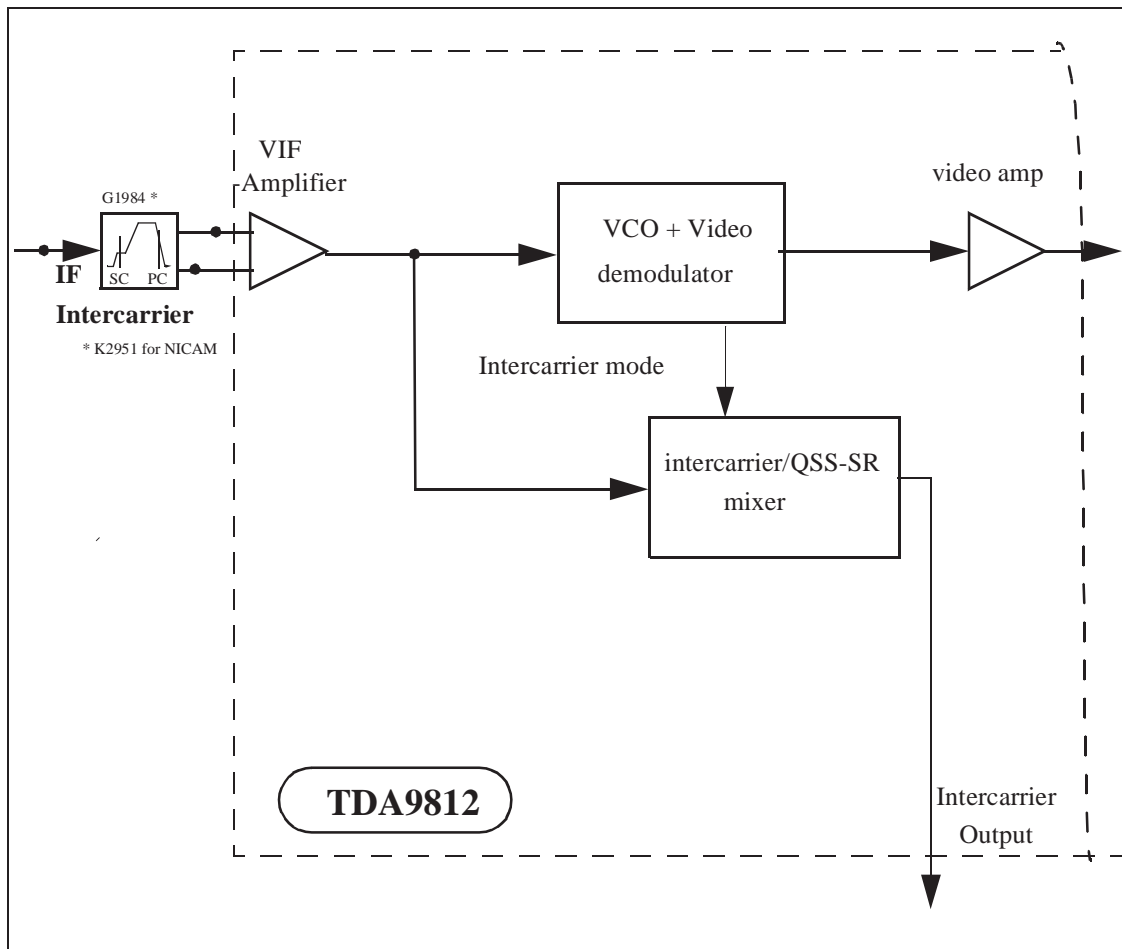 VIF
Amplifier
video amp
G1984 *
VCO + Video
demodulator
IF
SC PC
Intercarrier
* K2951 for NICAM
Intercarrier mode
intercarrier/QSS-SR
mixer
TDA9812
Intercarrier
Output